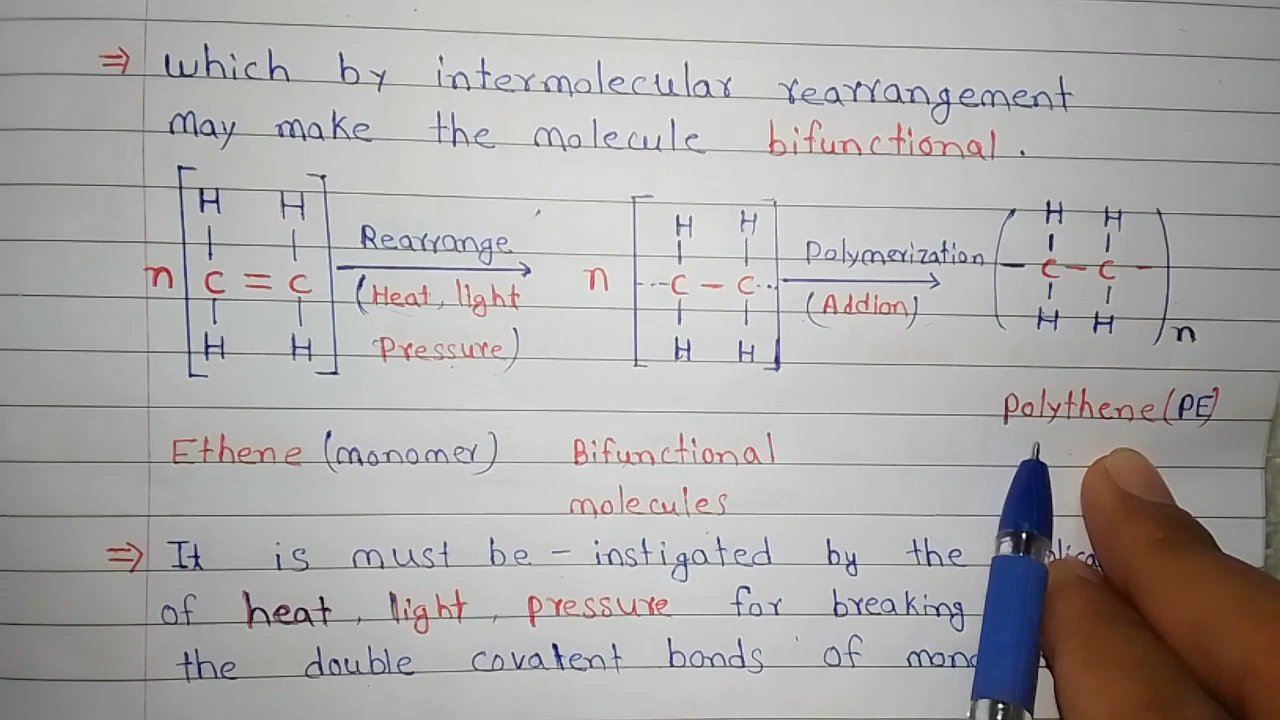 ⇒ which by intermolecular rearrangement
may make the molecule bifunctional.
H H H H H H
Rearrange Polymerization
n C = C n --C - C-- - C - C -
(Heat, light (Addion)
H H Pressure) H H H H n
Polythene (PE)
Ethene (monomer) Bifunctional
molecules
⇒ It is must be - instigated by the
of heat, light, pressure for breaking
the double covalent bonds of